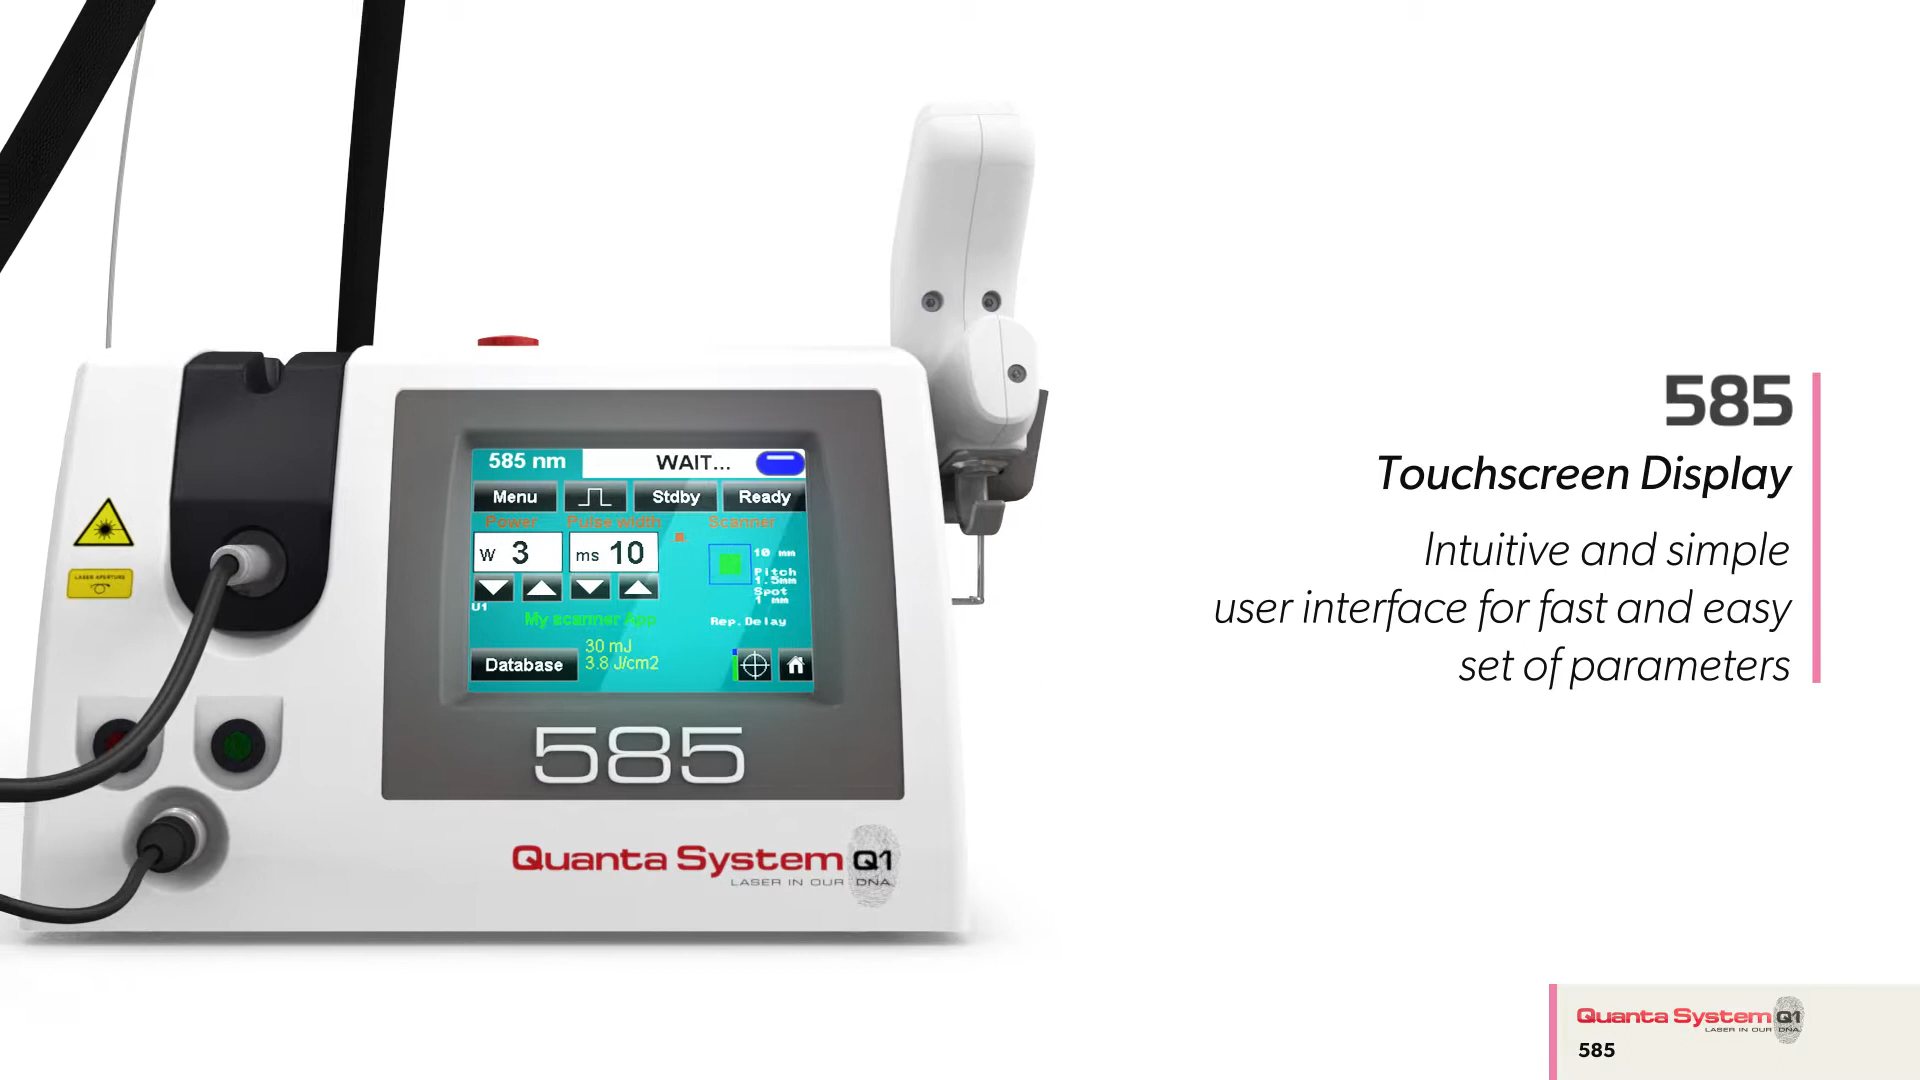 585 nm
WAIT...
Menu
Stdby
Ready
Power
Pulse width
Scanner
W 3
ms 10
10 mm
Pitch
1.5mm
Spot
1 mm
U1
My scanner App
Rep.Delay
30 mJ
3.8 J/cm2
Database
585
Quanta System Q1
LASER IN OUR DNA
LASER APERTURE
585
Touchscreen Display
Intuitive and simple
user interface for fast and easy
set of parameters
Quanta System Q1
LASER IN OUR DNA
585